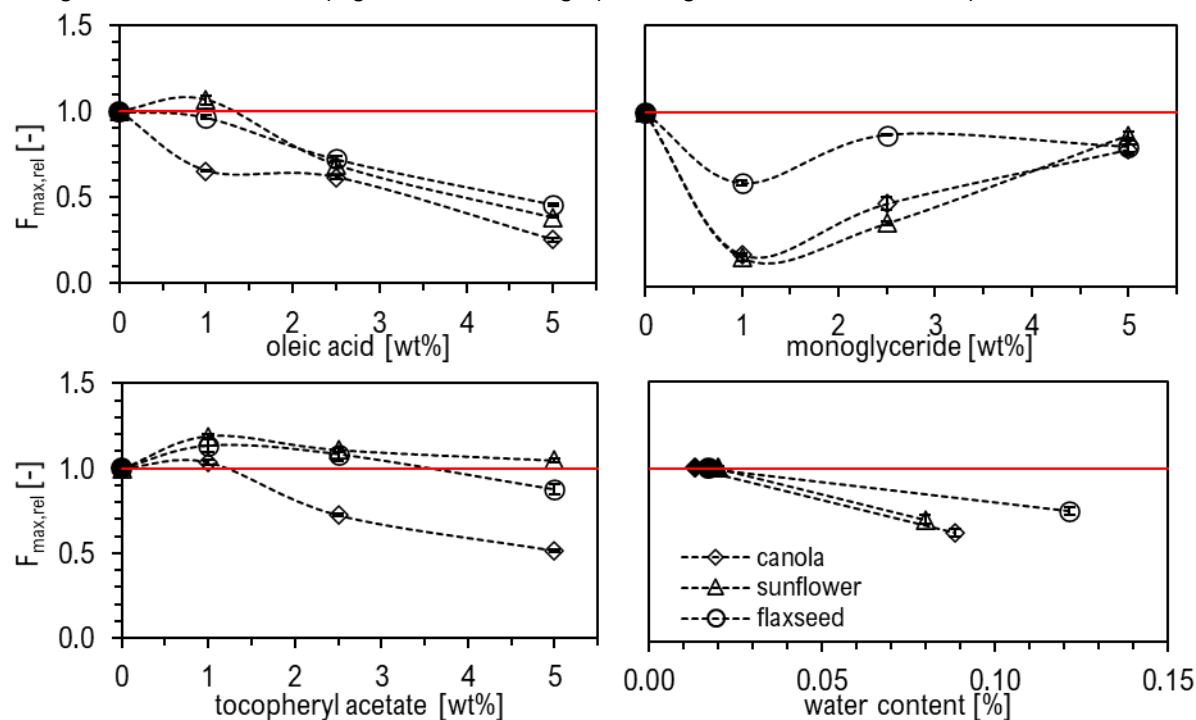 1.5
1.0
0.5
0.0
F max,rel [-]
0 1 2 3 4 5
oleic acid [wt%]
0 1 2 3 4 5
monoglyceride [wt%]
1.5
1.0
0.5
0.0
F max,rel [-]
0 1 2 3 4 5
tocopheryl acetate [wt%]
canola
sunflower
flaxseed
0.00 0.05 0.10 0.15
water content [%]